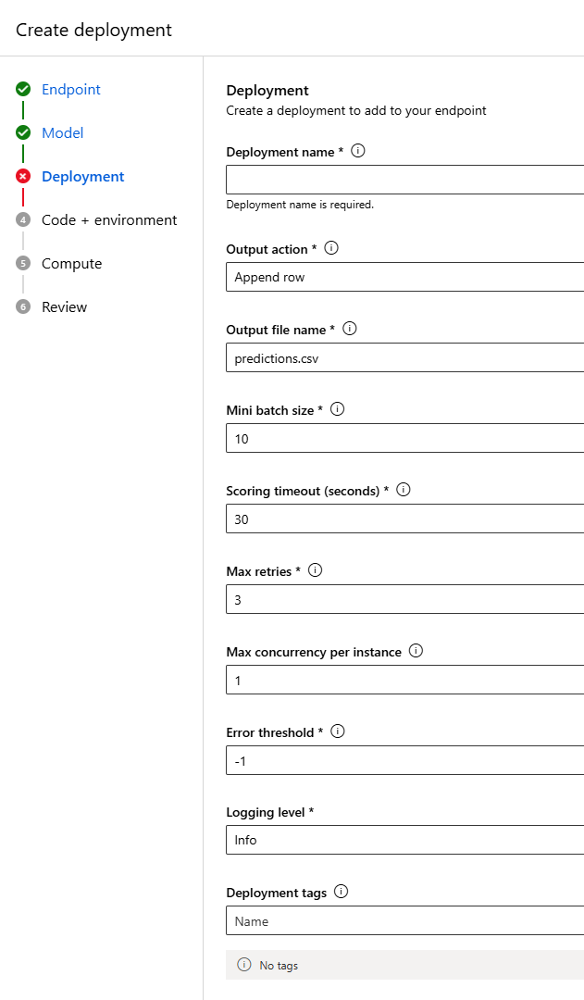 Create deployment
Endpoint
Model
Deployment
4 Code + environment
5 Compute
6 Review
Deployment
Create a deployment to add to your endpoint
Deployment name *
Deployment name is required.
Output action *
Append row
Output file name *
predictions.csv
Mini batch size *
10
Scoring timeout (seconds) *
30
Max retries *
3
Max concurrency per instance
1
Error threshold *
-1
Logging level *
Info
Deployment tags
Name
No tags